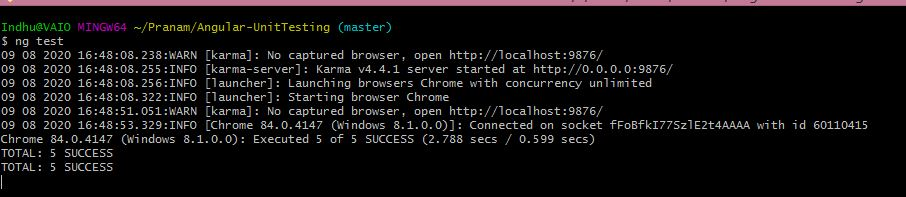 Indhu@VAIO MINGW64 ~/Pranam/Angular-UnitTesting (master)
$ ng test
09 08 2020 16:48:08.238:WARN [karma]: No captured browser, open http://localhost:9876/
09 08 2020 16:48:08.255:INFO [karma-server]: Karma v4.4.1 server started at http://0.0.0.0:9876/
09 08 2020 16:48:08.256:INFO [launcher]: Launching browsers Chrome with concurrency unlimited
09 08 2020 16:48:08.322:INFO [launcher]: Starting browser Chrome
09 08 2020 16:48:51.051:WARN [karma]: No captured browser, open http://localhost:9876/
09 08 2020 16:48:53.329:INFO [Chrome 84.0.4147 (Windows 8.1.0.0)]: Connected on socket fFoBfkI77SzlE2t4AAAA with id 60110415
Chrome 84.0.4147 (Windows 8.1.0.0): Executed 5 of 5 SUCCESS (2.788 secs / 0.599 secs)
TOTAL: 5 SUCCESS
TOTAL: 5 SUCCESS